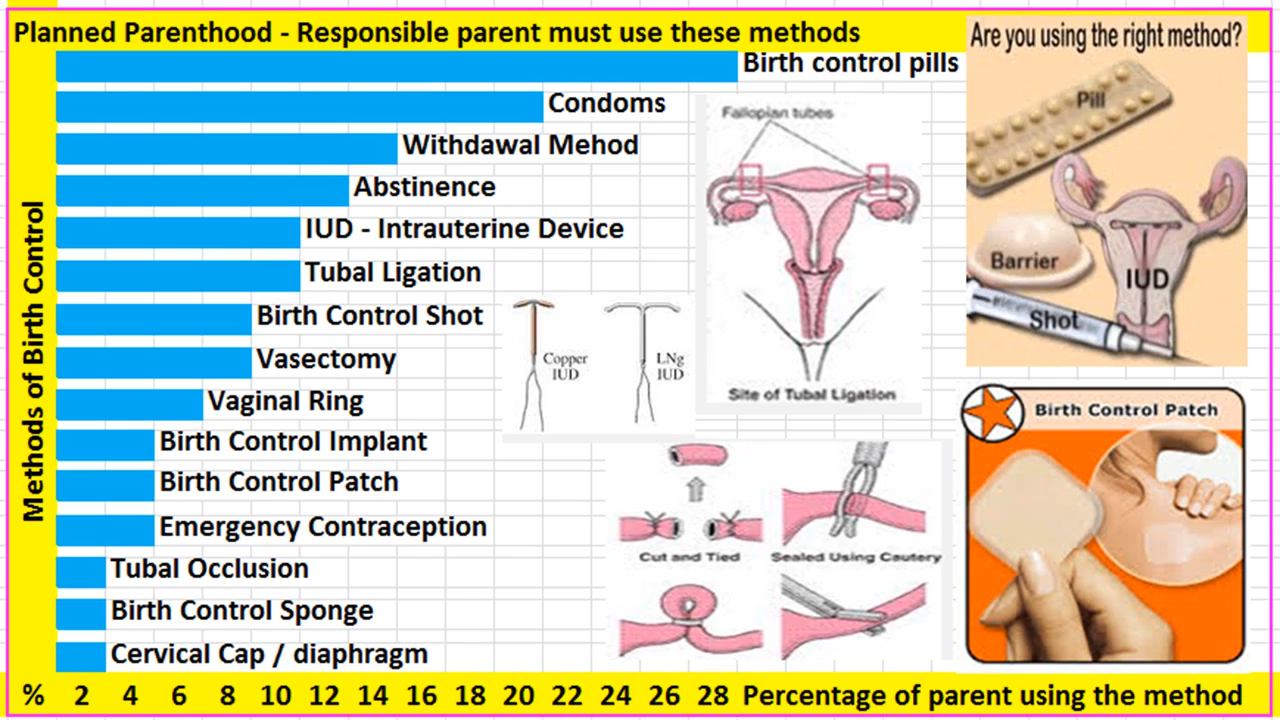 Planned Parenthood - Responsible parent must use these methods
Birth control pills
Condoms
Withdawal Mehod
Abstinence
IUD - Intrauterine Device
Tubal Ligation
Birth Control Shot
Vasectomy
Vaginal Ring
Birth Control Implant
Birth Control Patch
Emergency Contraception
Tubal Occlusion
Birth Control Sponge
Cervical Cap / diaphragm
Methods of Birth Control
% 2 4 6 8 10 12 14 16 18 20 22 24 26 28 Percentage of parent using the method
Copper
IUD
LNg
IUD
Fallopian tubes
Site of Tubal Ligation
Cut and Tied
Sealed Using Cautery
Are you using the right method?
Pill
Barrier
IUD
Shot
Birth Control Patch